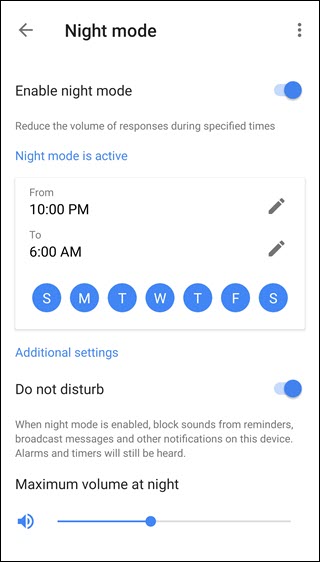 Night mode
Enable night mode
Reduce the volume of responses during specified times
Night mode is active
From
10:00 PM
To
6:00 AM
S M T W T F S
Additional settings
Do not disturb
When night mode is enabled, block sounds from reminders,
broadcast messages and other notifications on this device.
Alarms and timers will still be heard.
Maximum volume at night